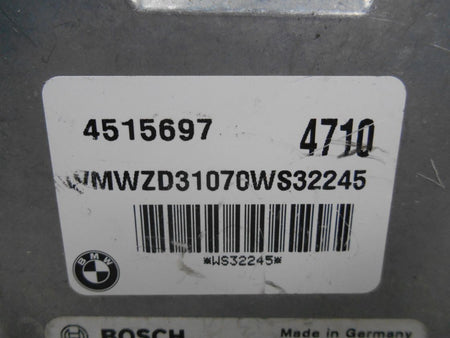 4515697 4710
WMWZD31070WS32245
*WS32245*
BMW
BOSCH Made in Germany